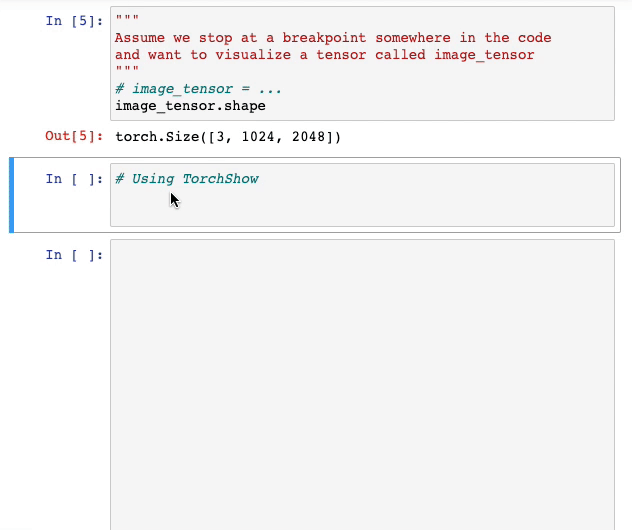 In [5]: """
Assume we stop at a breakpoint somewhere in the code
and want to visualize a tensor called image_tensor
"""
# image_tensor = ...
image_tensor.shape
Out[5]: torch.Size([3, 1024, 2048])
In [ ]: # Using TorchShow
In [ ]: